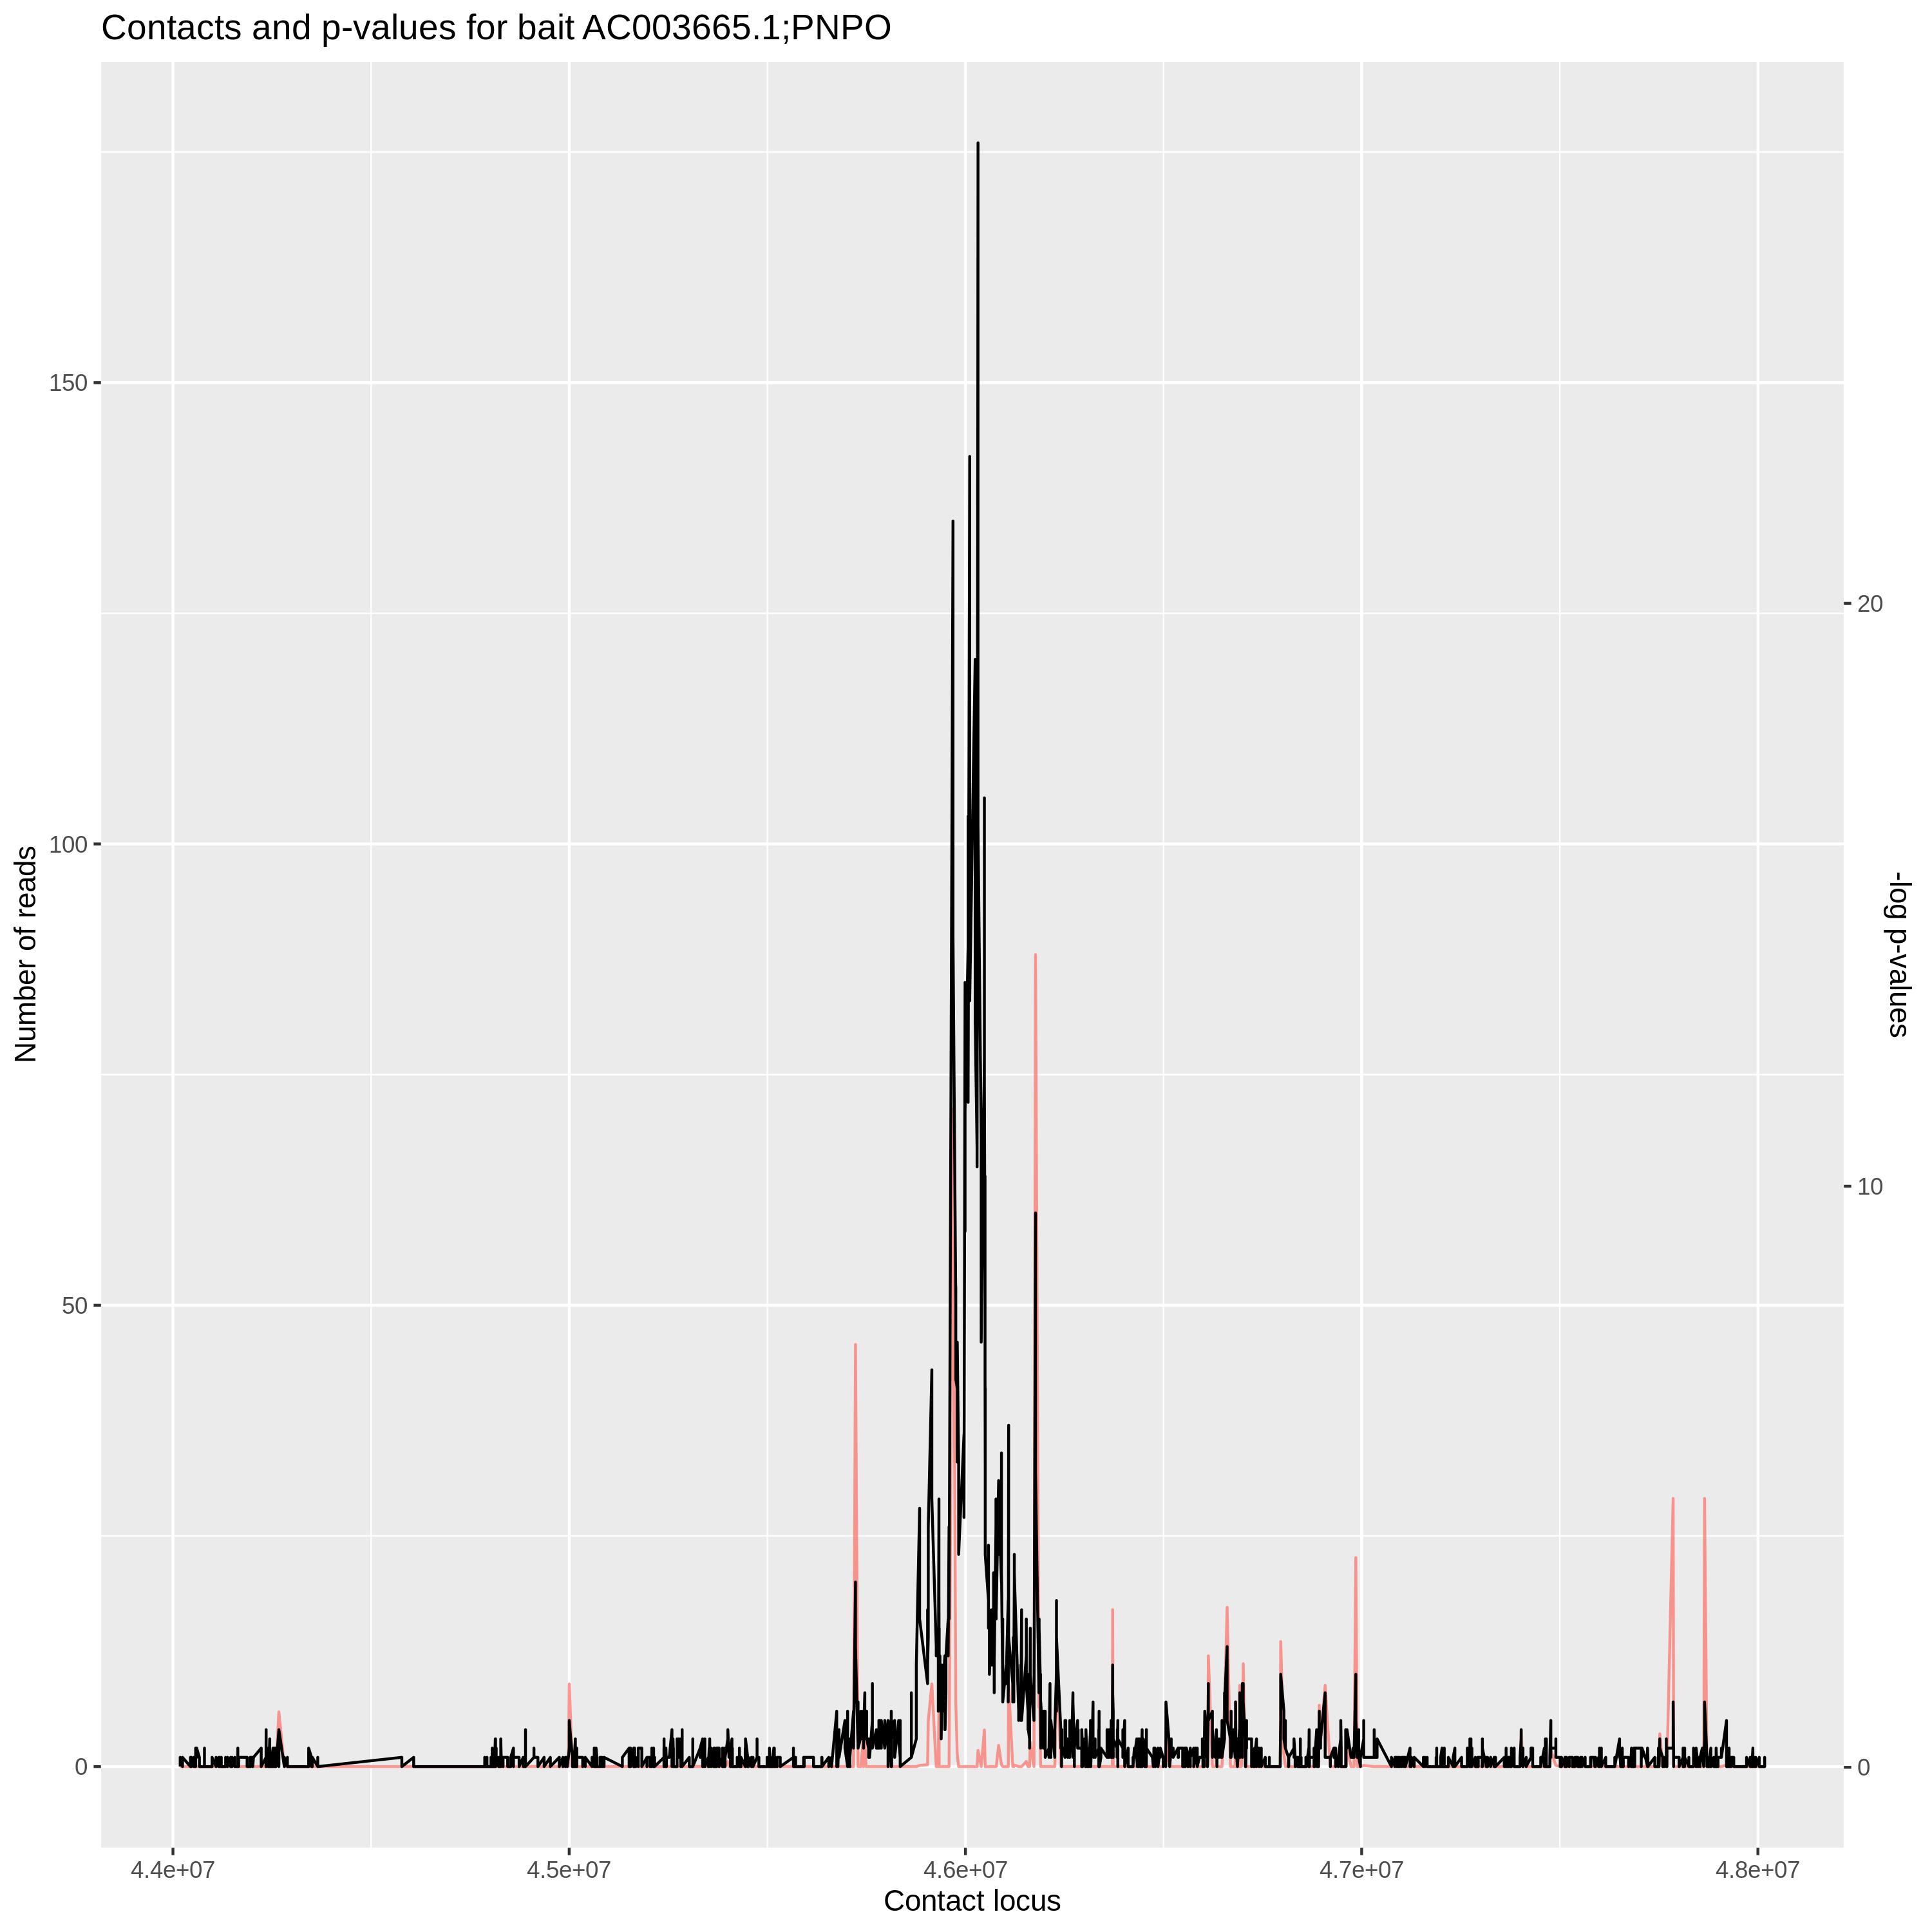 Contacts and p-values for bait AC003665.1;PNPO
Number of reads
150
100
50
0
20
10
0
-log p-values
4.4e+07
4.5e+07
4.6e+07
4.7e+07
4.8e+07
Contact locus